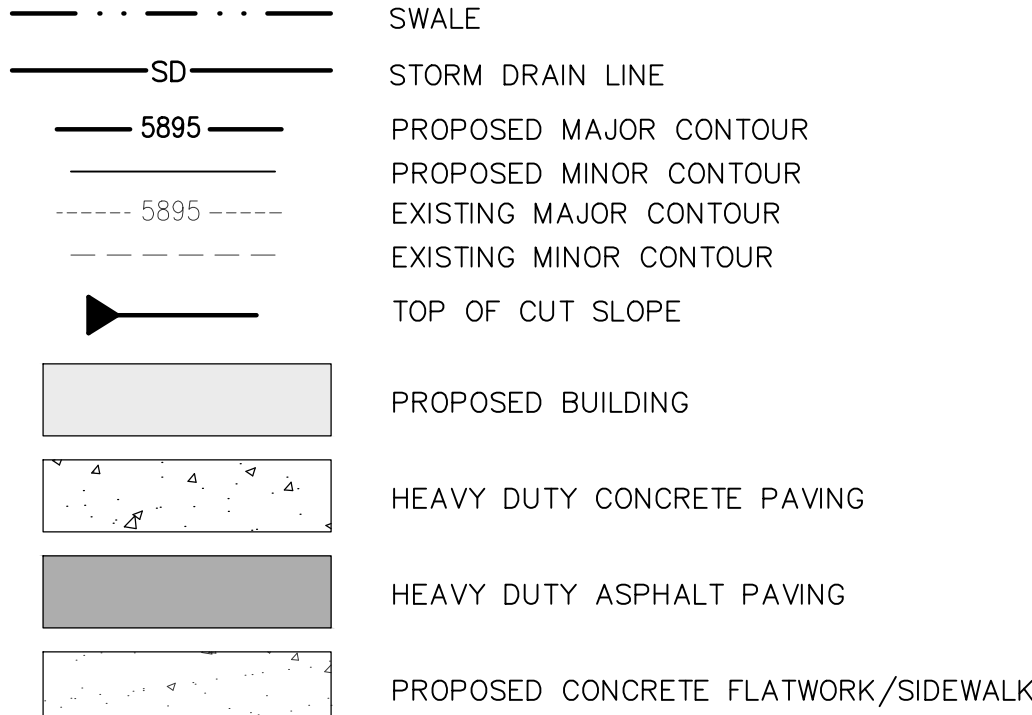 SWALE
SD STORM DRAIN LINE
5895 PROPOSED MAJOR CONTOUR
PROPOSED MINOR CONTOUR
5895 EXISTING MAJOR CONTOUR
EXISTING MINOR CONTOUR
TOP OF CUT SLOPE
PROPOSED BUILDING
HEAVY DUTY CONCRETE PAVING
HEAVY DUTY ASPHALT PAVING
PROPOSED CONCRETE FLATWORK/SIDEWALK